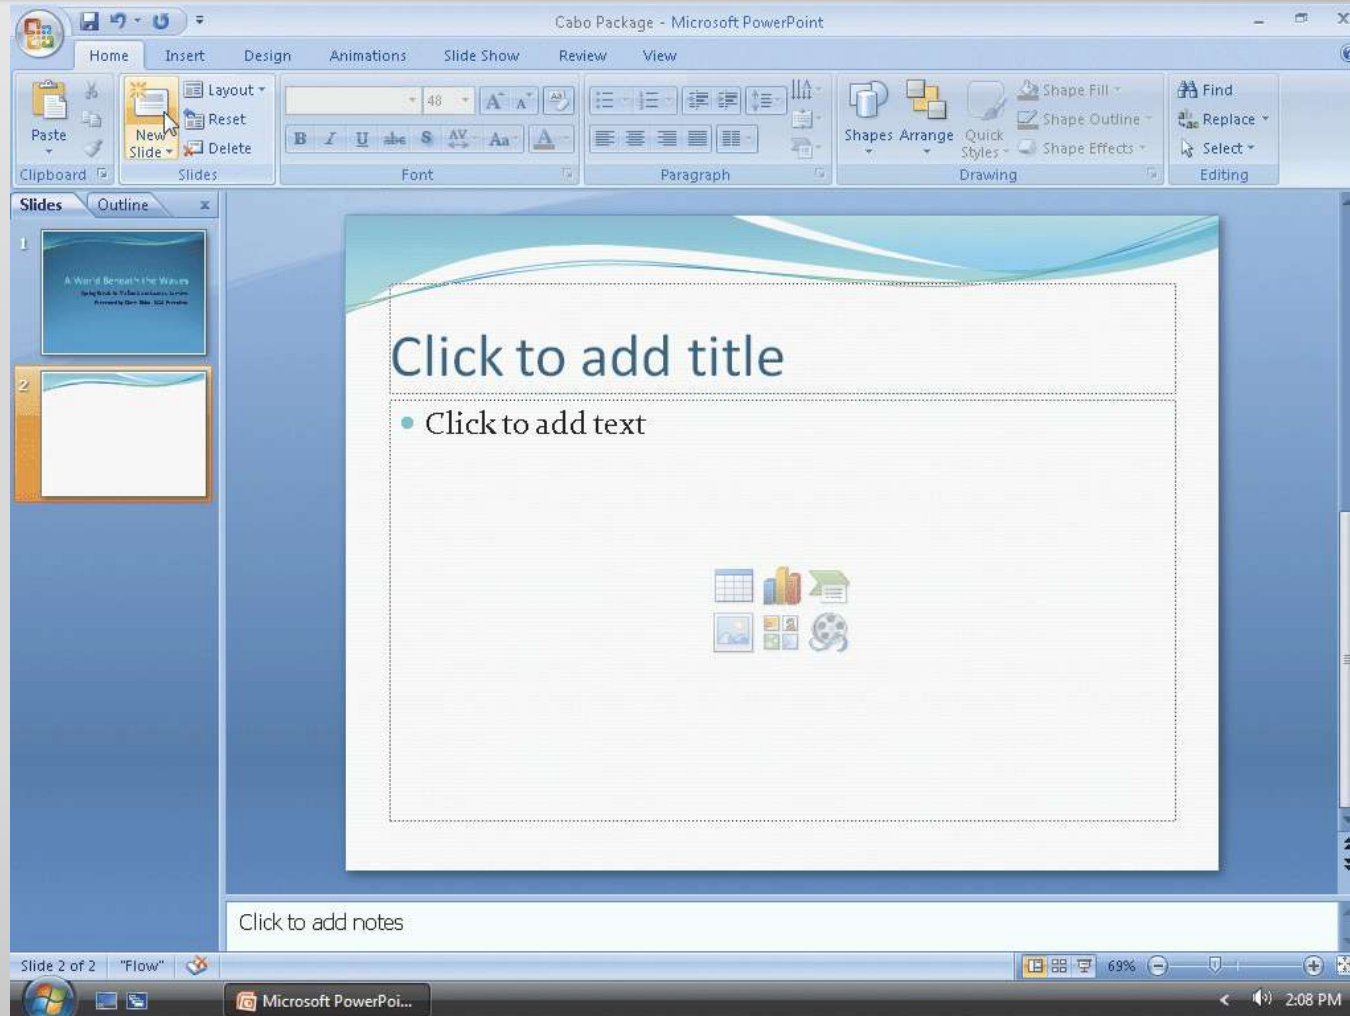 Cabo Package - Microsoft PowerPoint
Home Insert Design Animations Slide Show Review View
Paste
Clipboard
New Slide
Layout
Reset
Delete
Slides
48
B I U abc S AV Aa A
Font
Paragraph
Shapes Arrange Quick Styles
Shape Fill
Shape Outline
Shape Effects
Drawing
Find
Replace
Select
Editing
Slides Outline x
1
A World Beneath the Waves
2
Click to add title
Click to add text
Click to add notes
Slide 2 of 2 "Flow" 69%
Microsoft PowerPoi... 2:08 PM